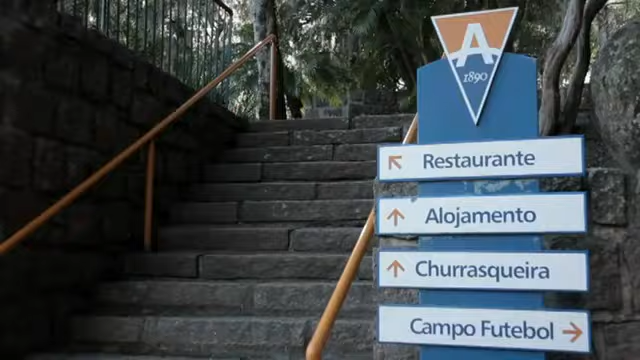 A
1890
Restaurante
Alojamento
Churrasqueira
Campo Futebol